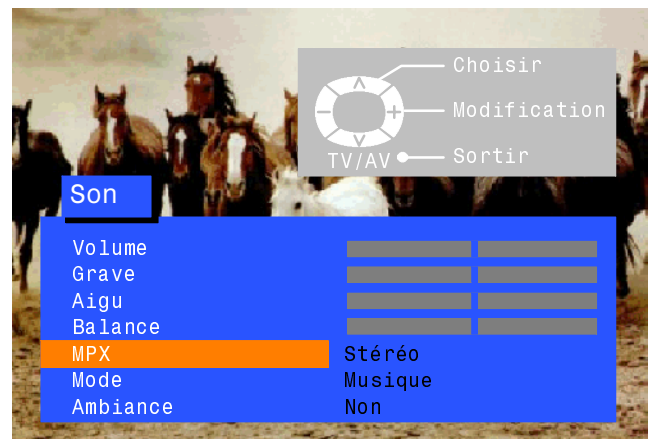 Choisir
− + Modification
TV/AV Sortir
Son
Volume
Grave
Aigu
Balance
MPX Stéréo
Mode Musique
Ambiance Non